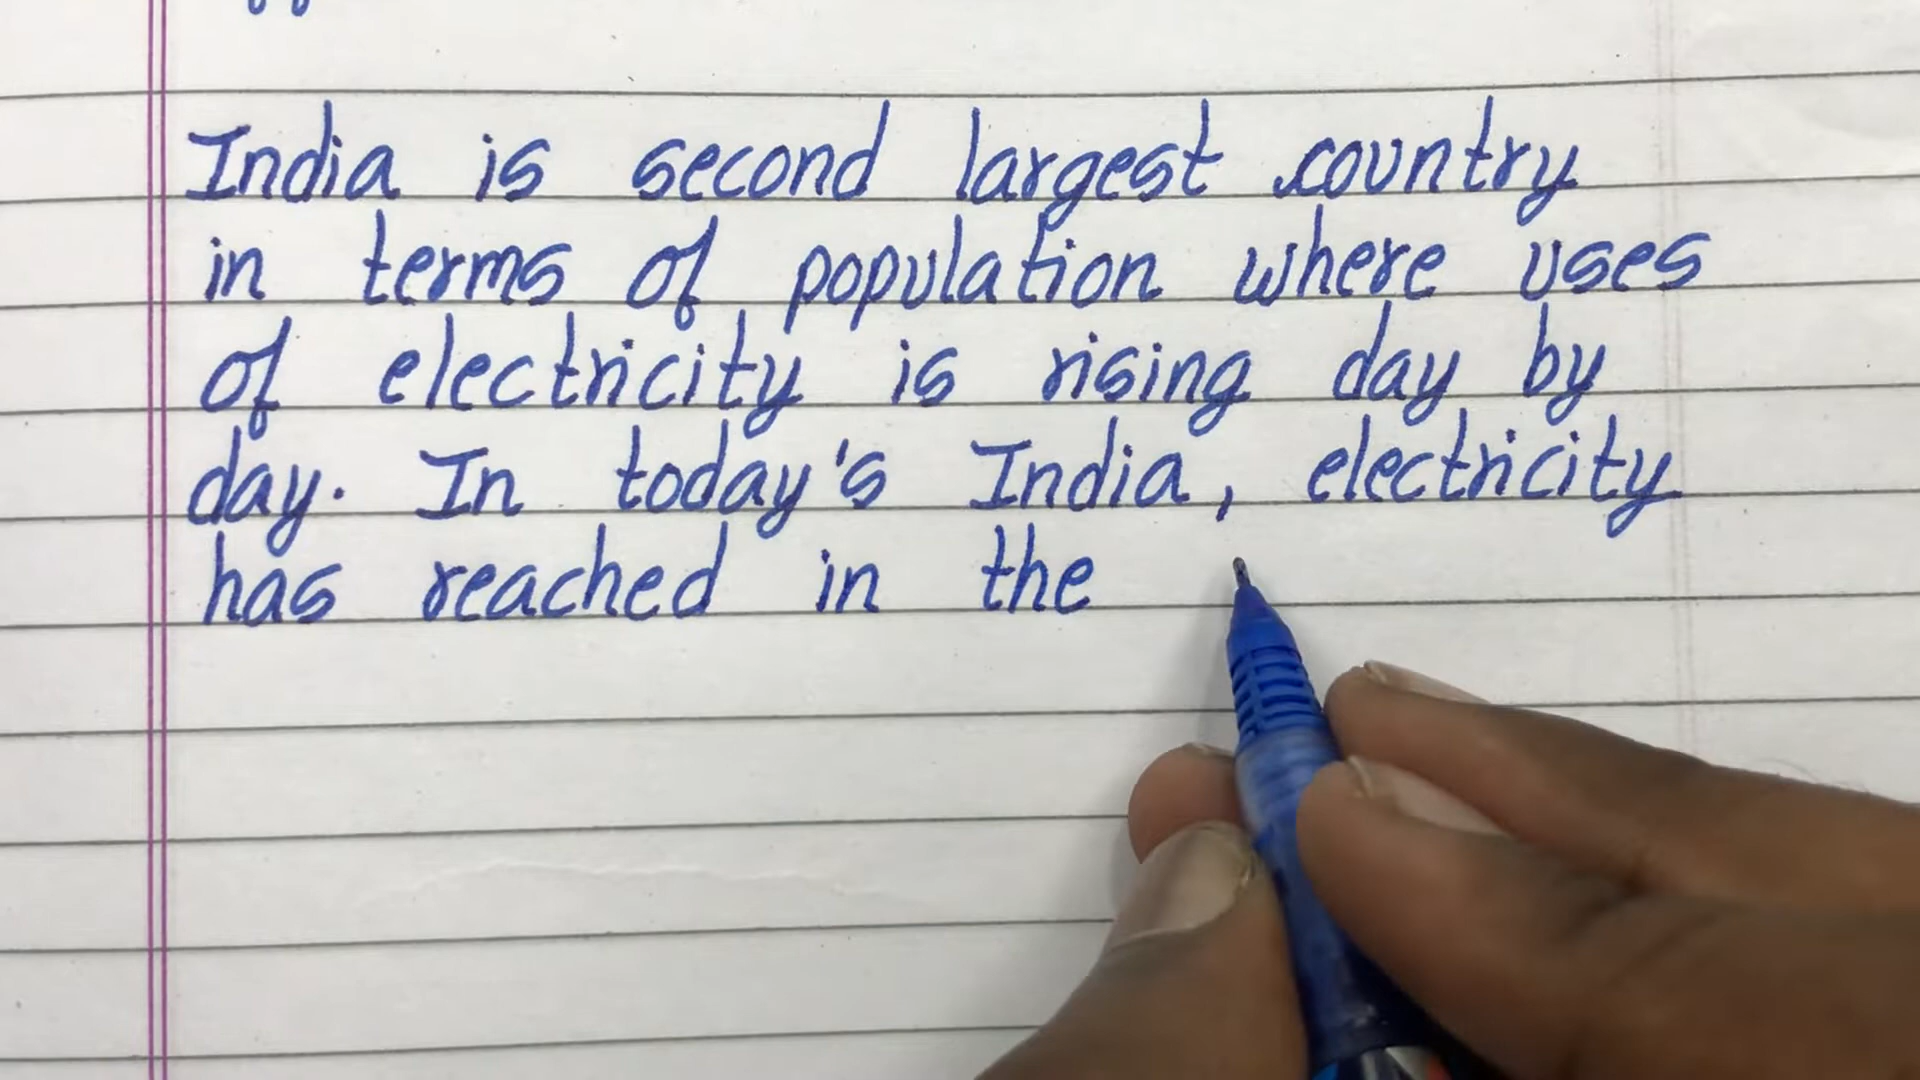 India is second largest country
in terms of population where uses
of electricity is rising day by
day. In today's India, electricity
has reached in the